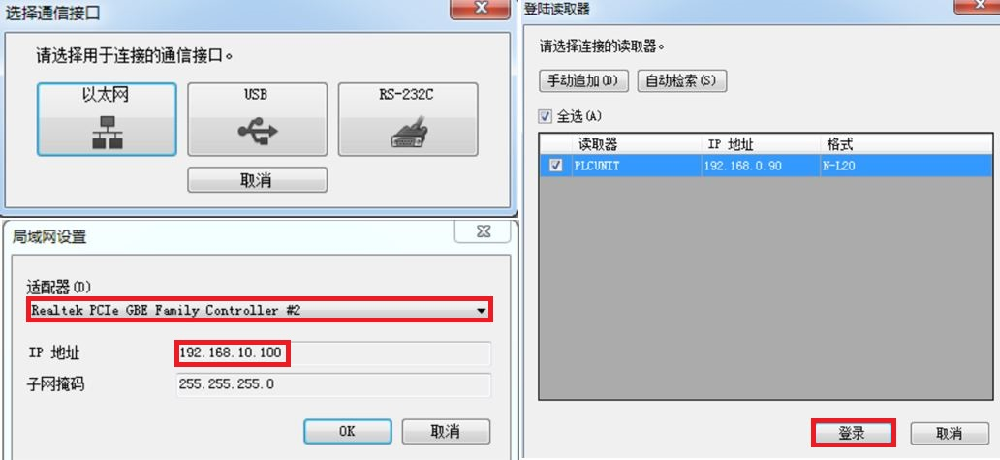 选择通信接口
请选择用于连接的通信接口。
以太网
USB
RS-232C
取消
局域网设置
适配器(D)
Realtek PCIe GBE Family Controller #2
IP 地址
192.168.10.100
子网掩码
255.255.255.0
OK
取消
登陆读取器
请选择连接的读取器。
手动追加(D)
自动检索(S)
全选(A)
读取器 IP 地址 格式
PLCUNIT 192.168.0.90 N-L20
登录
取消